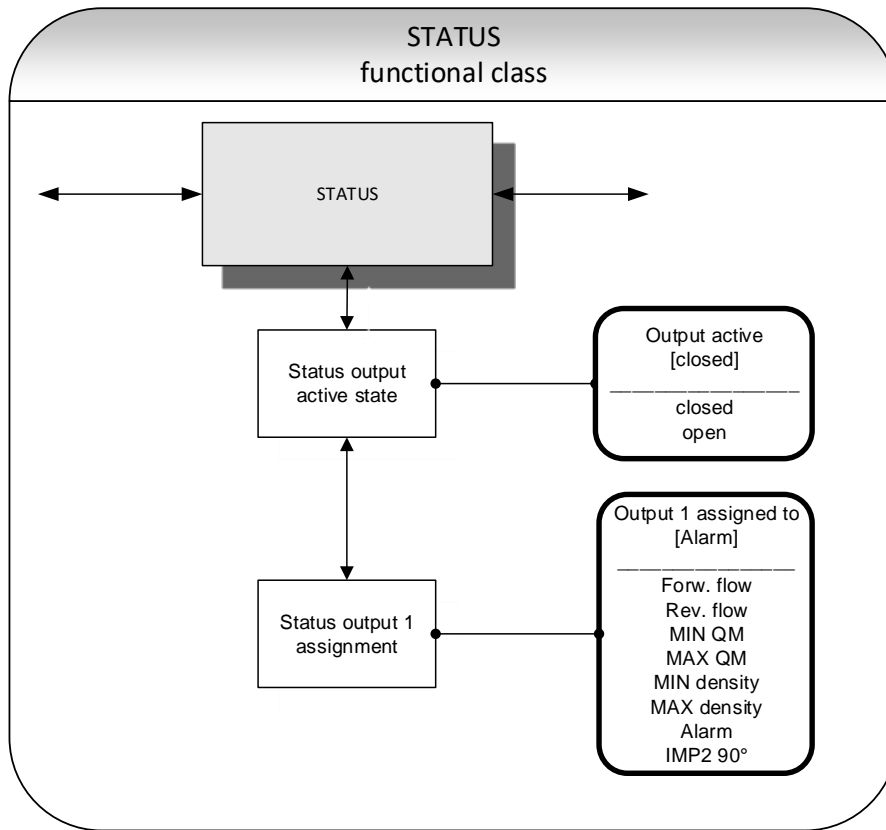 STATUS
functional class
STATUS
Status output
active state
Output active
[closed]
closed
open
Status output 1
assignment
Output 1 assigned to
[Alarm]
Forw. flow
Rev. flow
MIN QM
MAX QM
MIN density
MAX density
Alarm
IMP2 90°